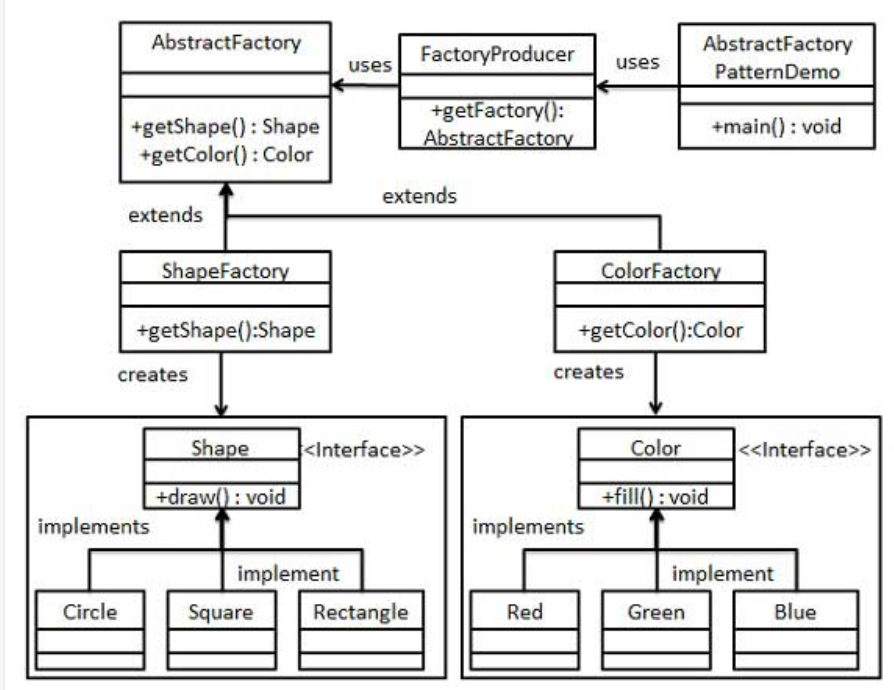 AbstractFactory
+getShape() : Shape
+getColor() : Color
uses
FactoryProducer
+getFactory():
AbstractFactory
uses
AbstractFactory
PatternDemo
+main() : void
extends
extends
ShapeFactory
+getShape():Shape
ColorFactory
+getColor():Color
creates
creates
Shape
<<Interface>>
+draw() : void
implements
implement
Circle
Square
Rectangle
Color
<<Interface>>
+fill() : void
implements
implement
Red
Green
Blue